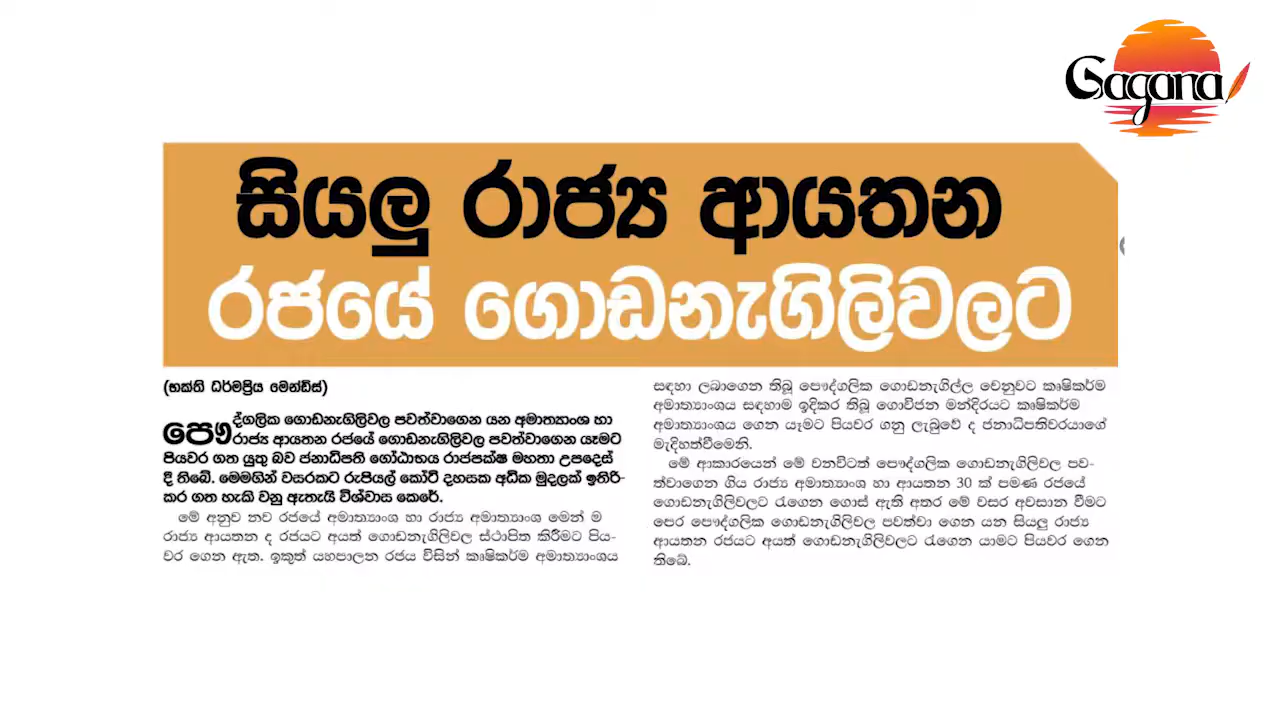 Gagana
සියලු රාජ්‍ය ආයතන
රජයේ ගොඩනැගිලිවලට
(භක්ති ධර්මප්‍රිය මෙන්ඩිස්)
පෞද්ගලික ගොඩනැගිලිවල පවත්වාගෙන යන අමාත්‍යාංශ හා
රාජ්‍ය ආයතන රජයේ ගොඩනැගිලිවල පවත්වාගෙන යෑමට
පියවර ගත යුතු බව ජනාධිපති ගෝඨාභය රාජපක්ෂ මහතා උපදෙස්
දී තිබේ. මෙමගින් වසරකට රුපියල් කෝටි දහසක අධික මුදලක් ඉතිරි-
කර ගත හැකි වනු ඇතැයි විශ්වාස කෙරේ.
මේ අනුව නව රජයේ අමාත්‍යාංශ හා රාජ්‍ය අමාත්‍යාංශ මෙන් ම
රාජ්‍ය ආයතන ද රජයට අයත් ගොඩනැගිලිවල ස්ථාපිත කිරීමට පිය-
වර ගෙන ඇත. ඉකුත් යහපාලන රජය විසින් කෘෂිකර්ම අමාත්‍යාංශය
සඳහා ලබාගෙන තිබූ පෞද්ගලික ගොඩනැගිල්ල වෙනුවට කෘෂිකර්ම
අමාත්‍යාංශය සඳහාම ඉදිකර තිබූ ගොවිජන මන්දිරයට කෘෂිකර්ම
අමාත්‍යාංශය ගෙන යෑමට පියවර ගනු ලැබුවේ ද ජනාධිපතිවරයාගේ
මැදිහත්වීමෙනි.
මේ ආකාරයෙන් මේ වනවිටත් පෞද්ගලික ගොඩනැගිලිවල පව-
ත්වාගෙන ගිය රාජ්‍ය අමාත්‍යාංශ හා ආයතන 30 ක් පමණ රජයේ
ගොඩනැගිලිවලට රැගෙන ගොස් ඇති අතර මේ වසර අවසාන වීමට
පෙර පෞද්ගලික ගොඩනැගිලිවල පවත්වා ගෙන යන සියලු රාජ්‍ය
ආයතන රජයට අයත් ගොඩනැගිලිවලට රැගෙන යාමට පියවර ගෙන
තිබේ.